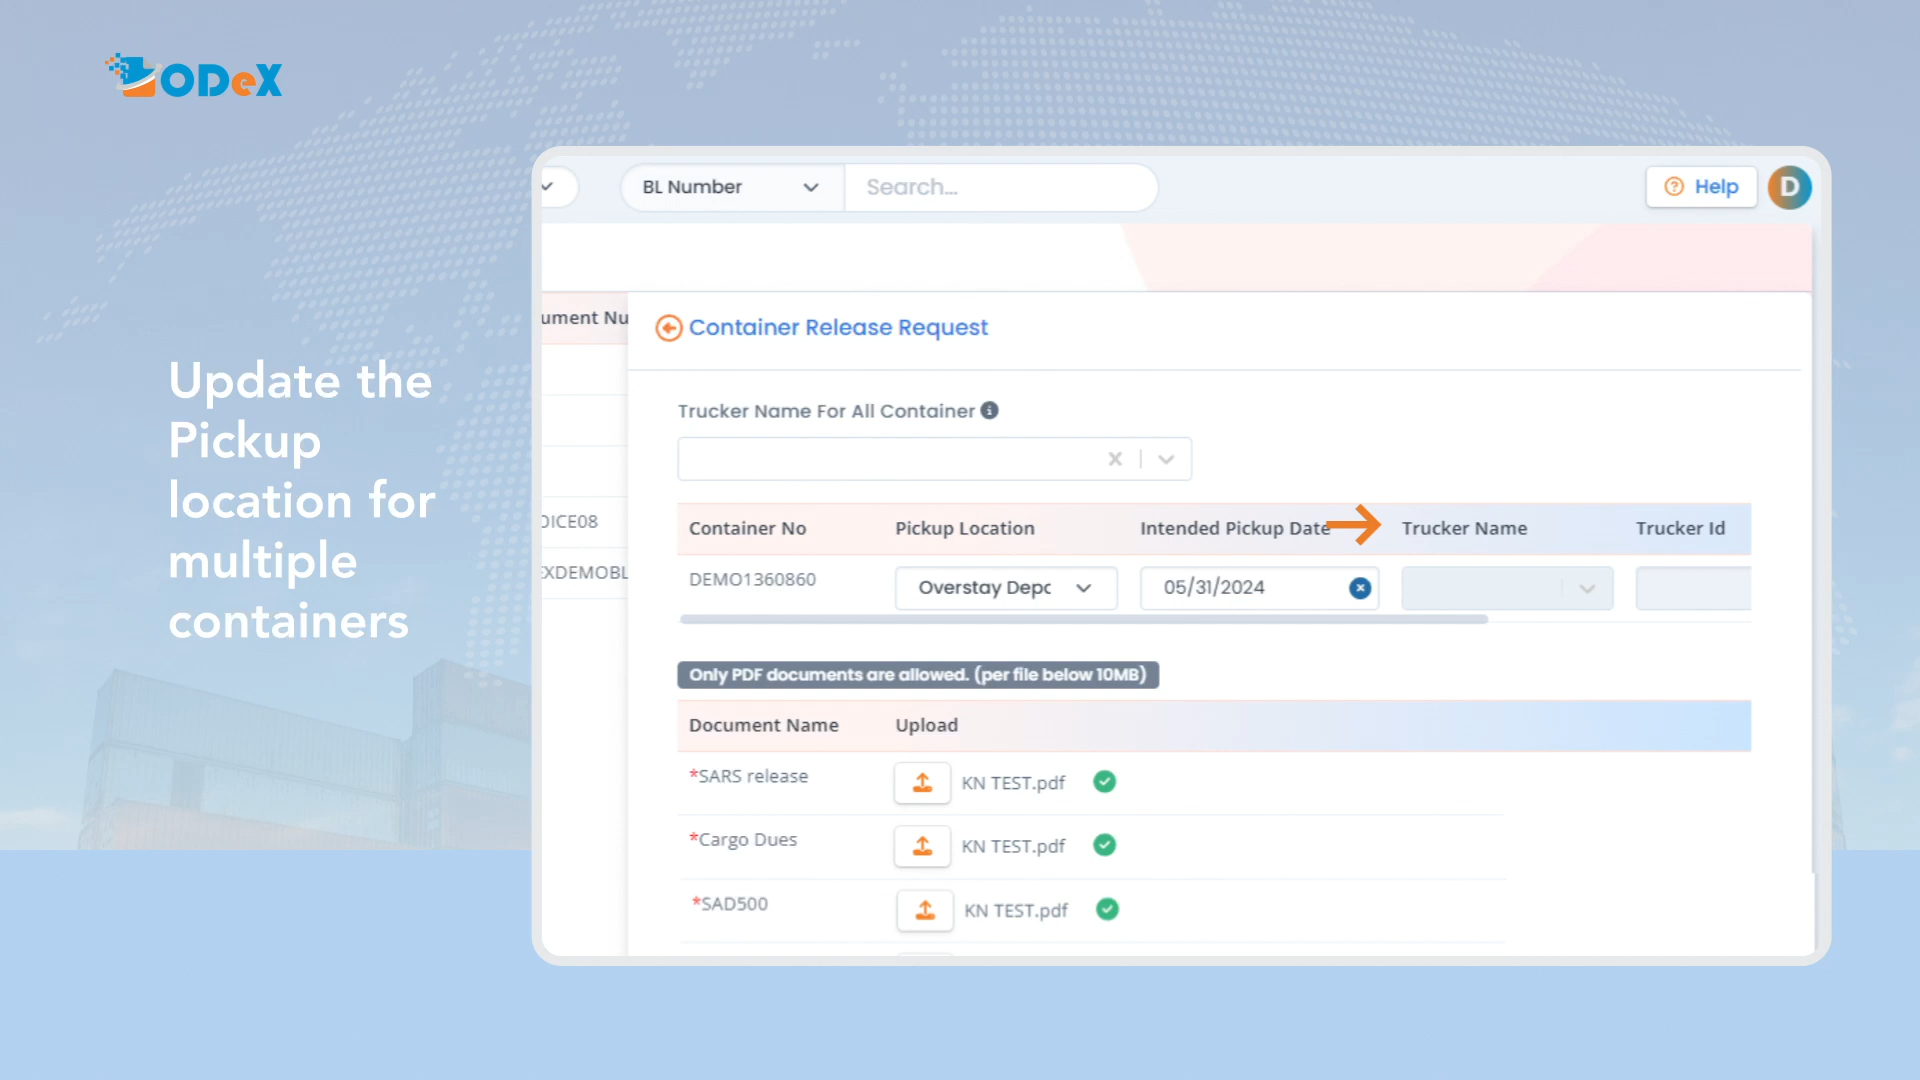 ODeX
Update the
Pickup
location for
multiple
containers
BL Number
Search...
Help
D
ument Nu
OICE08
EXDEMOBL
Container Release Request
Trucker Name For All Container
Container No Pickup Location Intended Pickup Date Trucker Name Trucker Id
DEMO1360860 Overstay Depo 05/31/2024
Only PDF documents are allowed. (per file below 10MB)
Document Name Upload
*SARS release KN TEST.pdf
*Cargo Dues KN TEST.pdf
*SAD500 KN TEST.pdf